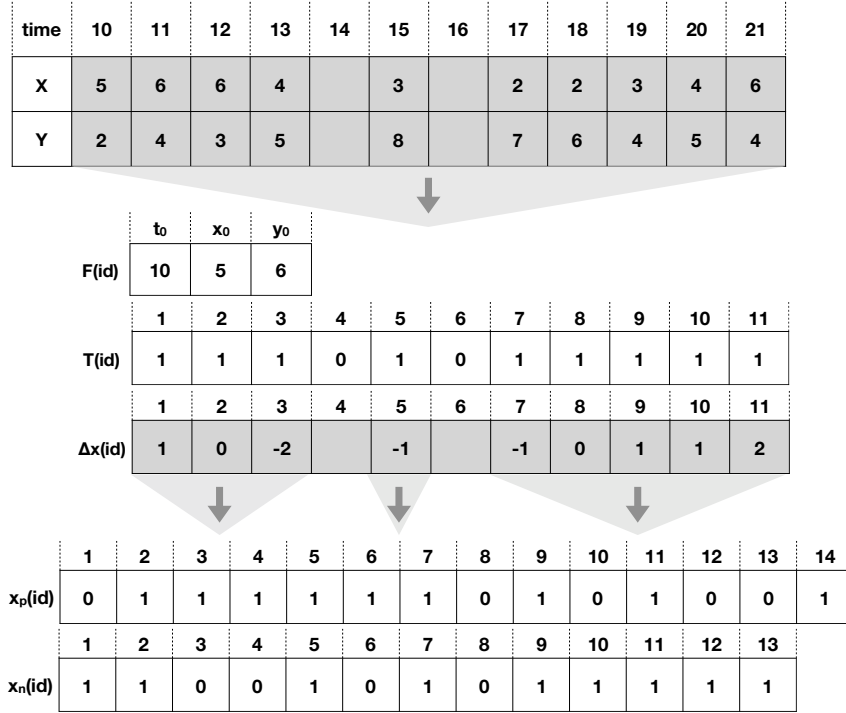 time 10 11 12 13 14 15 16 17 18 19 20 21
X 5 6 6 4 3 2 2 3 4 6
Y 2 4 3 5 8 7 6 4 5 4
t₀ x₀ y₀
F(id) 10 5 6
1 2 3 4 5 6 7 8 9 10 11
T(id) 1 1 1 0 1 0 1 1 1 1 1
1 2 3 4 5 6 7 8 9 10 11
Δx(id) 1 0 -2 -1 -1 0 1 1 2
1 2 3 4 5 6 7 8 9 10 11 12 13 14
xₚ(id) 0 1 1 1 1 1 1 0 1 0 1 0 0 1
1 2 3 4 5 6 7 8 9 10 11 12 13
xₙ(id) 1 1 0 0 1 0 1 0 1 1 1 1 1